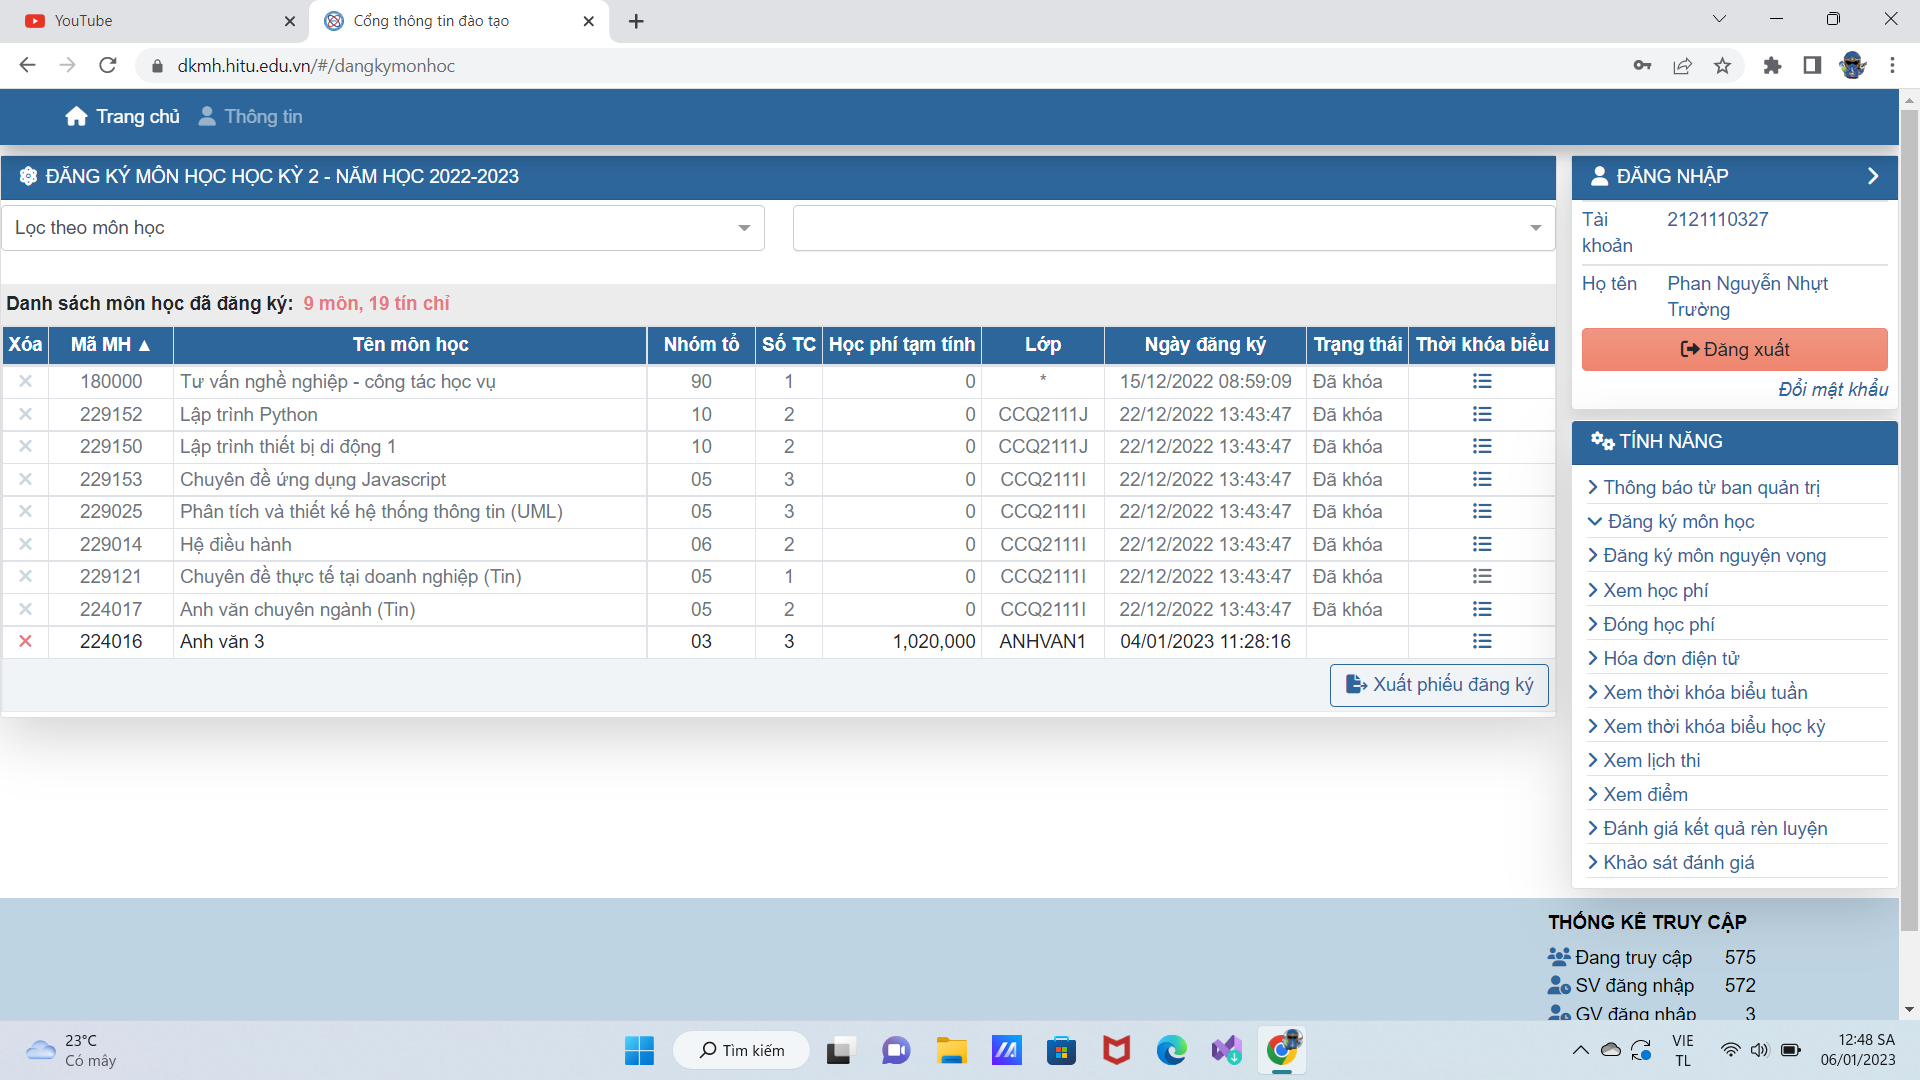 YouTube
Cổng thông tin đào tạo
dkmh.hitu.edu.vn/#/dangkymonhoc
Trang chủ Thông tin
ĐĂNG KÝ MÔN HỌC HỌC KỲ 2 - NĂM HỌC 2022-2023
Lọc theo môn học
Danh sách môn học đã đăng ký: 9 môn, 19 tín chỉ
Xóa Mã MH ▲ Tên môn học Nhóm tổ Số TC Học phí tạm tính Lớp Ngày đăng ký Trạng thái Thời khóa biểu
180000 Tư vấn nghề nghiệp - công tác học vụ 90 1 0 * 15/12/2022 08:59:09 Đã khóa
229152 Lập trình Python 10 2 0 CCQ2111J 22/12/2022 13:43:47 Đã khóa
229150 Lập trình thiết bị di động 1 10 2 0 CCQ2111J 22/12/2022 13:43:47 Đã khóa
229153 Chuyên đề ứng dụng Javascript 05 3 0 CCQ2111I 22/12/2022 13:43:47 Đã khóa
229025 Phân tích và thiết kế hệ thống thông tin (UML) 05 3 0 CCQ2111I 22/12/2022 13:43:47 Đã khóa
229014 Hệ điều hành 06 2 0 CCQ2111I 22/12/2022 13:43:47 Đã khóa
229121 Chuyên đề thực tế tại doanh nghiệp (Tin) 05 1 0 CCQ2111I 22/12/2022 13:43:47 Đã khóa
224017 Anh văn chuyên ngành (Tin) 05 2 0 CCQ2111I 22/12/2022 13:43:47 Đã khóa
224016 Anh văn 3 03 3 1,020,000 ANHVAN1 04/01/2023 11:28:16
Xuất phiếu đăng ký
ĐĂNG NHẬP
Tài khoản 2121110327
Họ tên Phan Nguyễn Nhựt Trường
Đăng xuất
Đổi mật khẩu
TÍNH NĂNG
Thông báo từ ban quản trị
Đăng ký môn học
Đăng ký môn nguyện vọng
Xem học phí
Đóng học phí
Hóa đơn điện tử
Xem thời khóa biểu tuần
Xem thời khóa biểu học kỳ
Xem lịch thi
Xem điểm
Đánh giá kết quả rèn luyện
Khảo sát đánh giá
THỐNG KÊ TRUY CẬP
Đang truy cập 575
SV đăng nhập 572
GV đăng nhập 3
23°C
Có mây
Tìm kiếm
VIE
TL
12:48 SA
06/01/2023